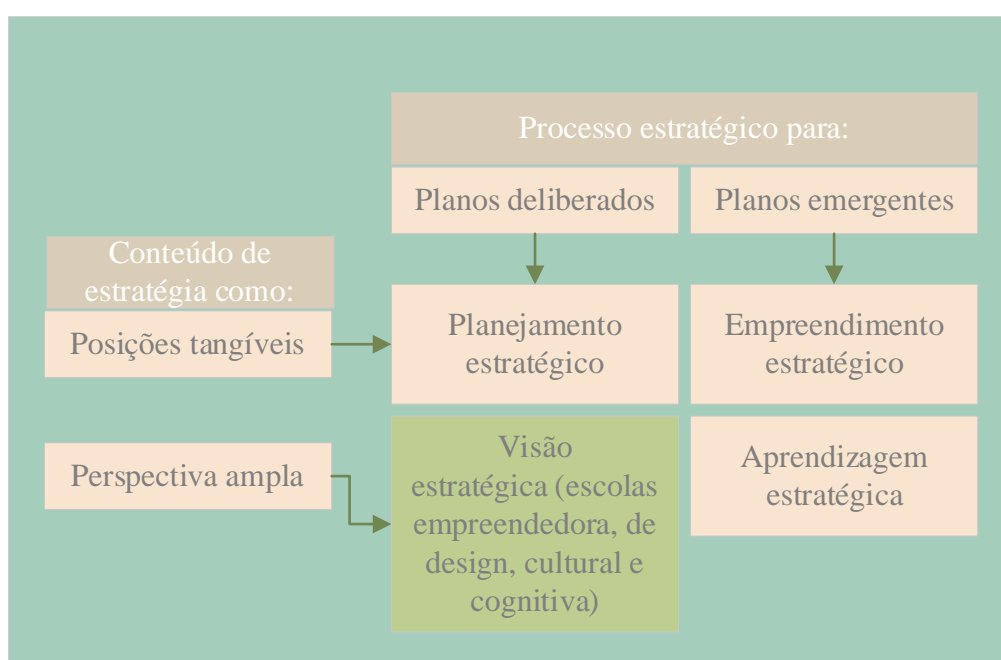 Processo estratégico para:
Planos deliberados
Planos emergentes
Conteúdo de
estratégia como:
Posições tangíveis
Planejamento
estratégico
Empreendimento
estratégico
Perspectiva ampla
Visão
estratégica (escolas
empreendedora, de
design, cultural e
cognitiva)
Aprendizagem
estratégica